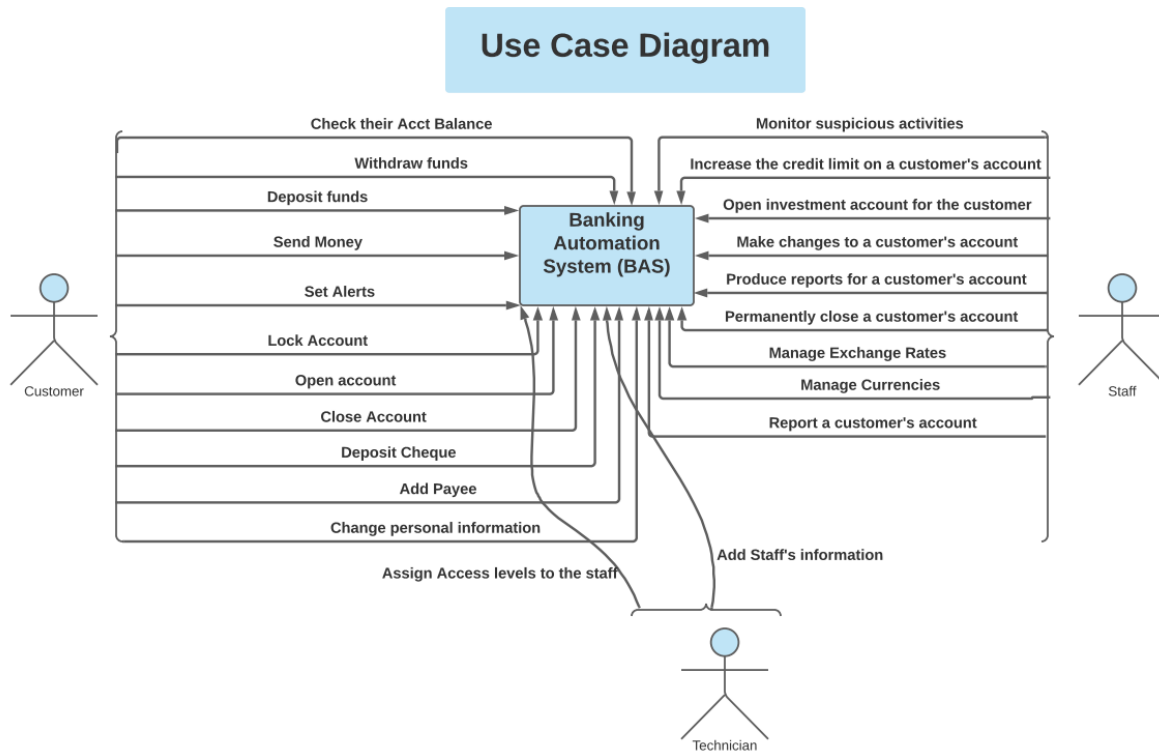 Use Case Diagram
Check their Acct Balance
Withdraw funds
Deposit funds
Send Money
Set Alerts
Lock Account
Open account
Close Account
Deposit Cheque
Add Payee
Change personal information
Customer
Banking
Automation
System (BAS)
Monitor suspicious activities
Increase the credit limit on a customer's account
Open investment account for the customer
Make changes to a customer's account
Produce reports for a customer's account
Permanently close a customer's account
Manage Exchange Rates
Manage Currencies
Report a customer's account
Staff
Assign Access levels to the staff
Add Staff's information
Technician